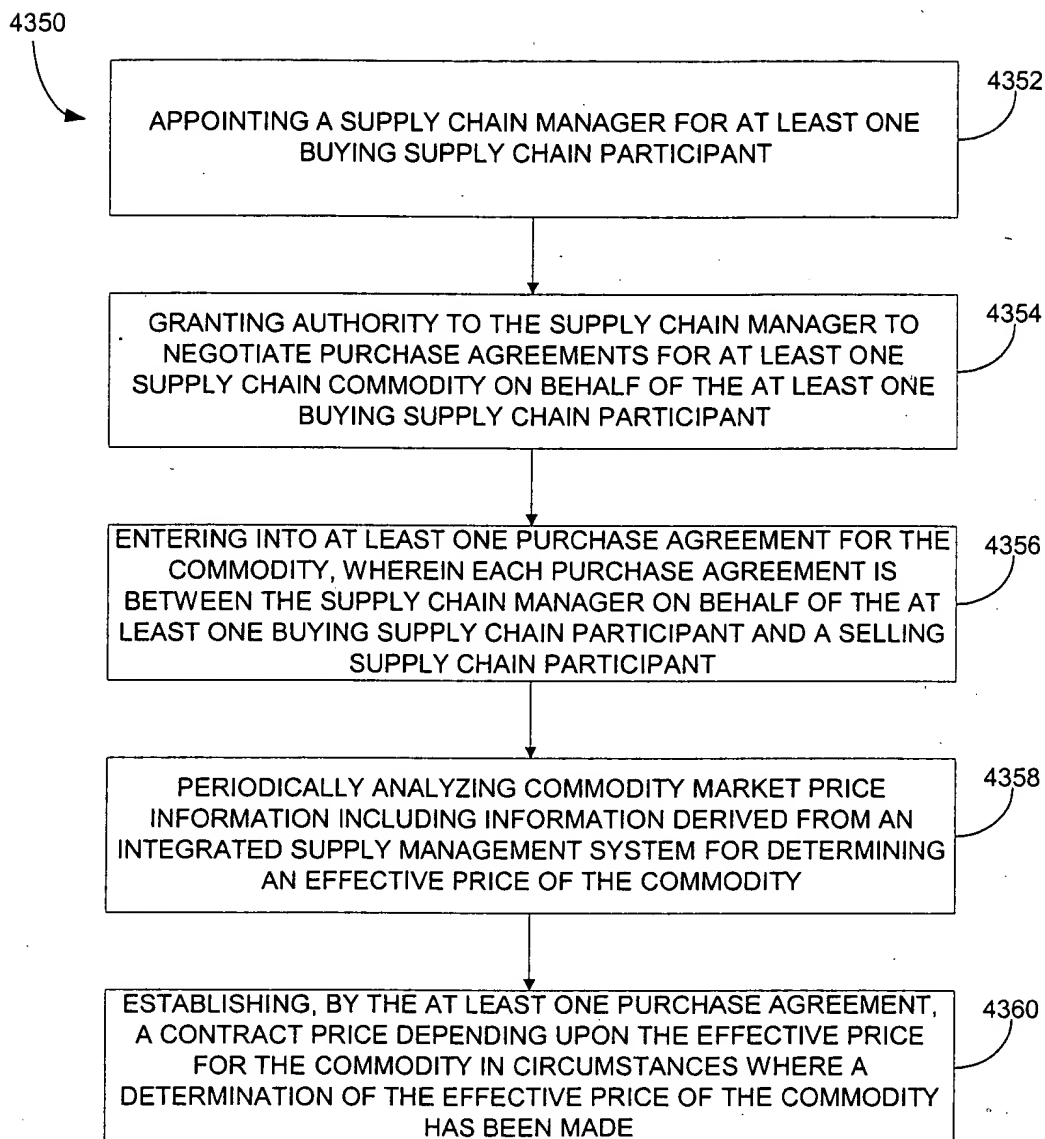 4350
4352
APPOINTING A SUPPLY CHAIN MANAGER FOR AT LEAST ONE
BUYING SUPPLY CHAIN PARTICIPANT
4354
GRANTING AUTHORITY TO THE SUPPLY CHAIN MANAGER TO
NEGOTIATE PURCHASE AGREEMENTS FOR AT LEAST ONE
SUPPLY CHAIN COMMODITY ON BEHALF OF THE AT LEAST ONE
BUYING SUPPLY CHAIN PARTICIPANT
4356
ENTERING INTO AT LEAST ONE PURCHASE AGREEMENT FOR THE
COMMODITY, WHEREIN EACH PURCHASE AGREEMENT IS
BETWEEN THE SUPPLY CHAIN MANAGER ON BEHALF OF THE AT
LEAST ONE BUYING SUPPLY CHAIN PARTICIPANT AND A SELLING
SUPPLY CHAIN PARTICIPANT
4358
PERIODICALLY ANALYZING COMMODITY MARKET PRICE
INFORMATION INCLUDING INFORMATION DERIVED FROM AN
INTEGRATED SUPPLY MANAGEMENT SYSTEM FOR DETERMINING
AN EFFECTIVE PRICE OF THE COMMODITY
4360
ESTABLISHING, BY THE AT LEAST ONE PURCHASE AGREEMENT,
A CONTRACT PRICE DEPENDING UPON THE EFFECTIVE PRICE
FOR THE COMMODITY IN CIRCUMSTANCES WHERE A
DETERMINATION OF THE EFFECTIVE PRICE OF THE COMMODITY
HAS BEEN MADE